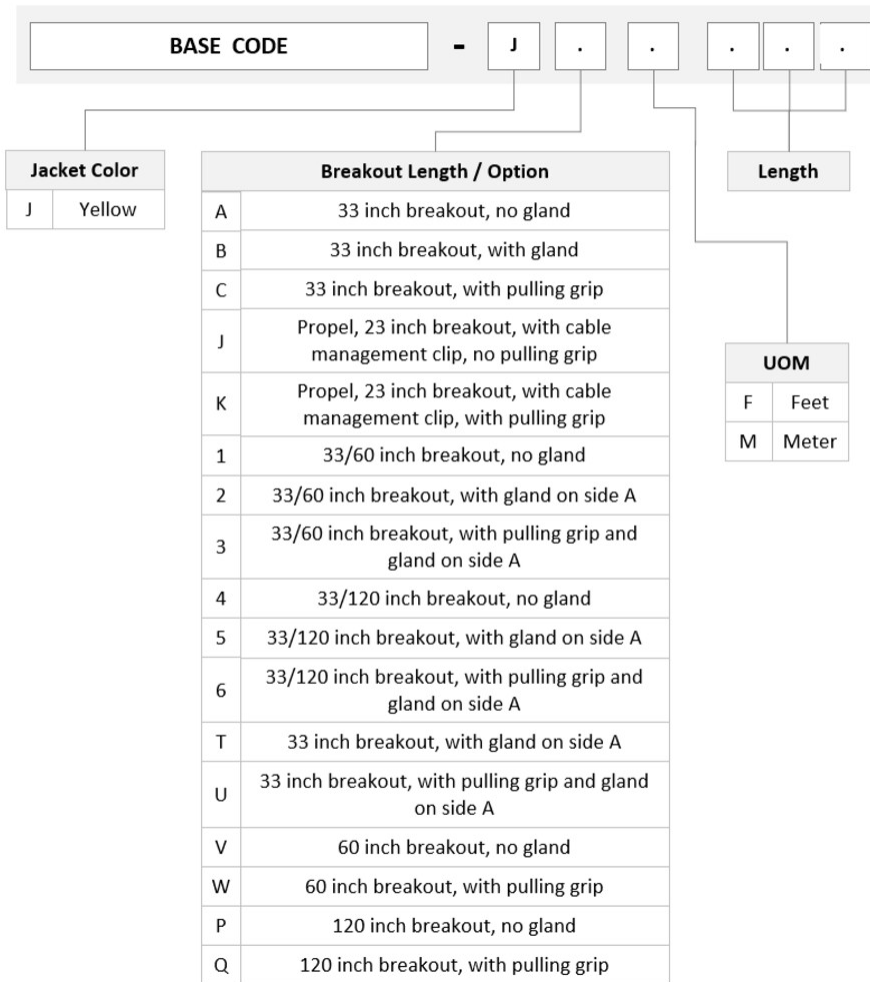 BASE CODE - J . . . . .
Jacket Color
J Yellow
Breakout Length / Option
A 33 inch breakout, no gland
B 33 inch breakout, with gland
C 33 inch breakout, with pulling grip
J Propel, 23 inch breakout, with cable
management clip, no pulling grip
K Propel, 23 inch breakout, with cable
management clip, with pulling grip
1 33/60 inch breakout, no gland
2 33/60 inch breakout, with gland on side A
3 33/60 inch breakout, with pulling grip and
gland on side A
4 33/120 inch breakout, no gland
5 33/120 inch breakout, with gland on side A
6 33/120 inch breakout, with pulling grip and
gland on side A
T 33 inch breakout, with gland on side A
U 33 inch breakout, with pulling grip and gland
on side A
V 60 inch breakout, no gland
W 60 inch breakout, with pulling grip
P 120 inch breakout, no gland
Q 120 inch breakout, with pulling grip
Length
UOM
F Feet
M Meter